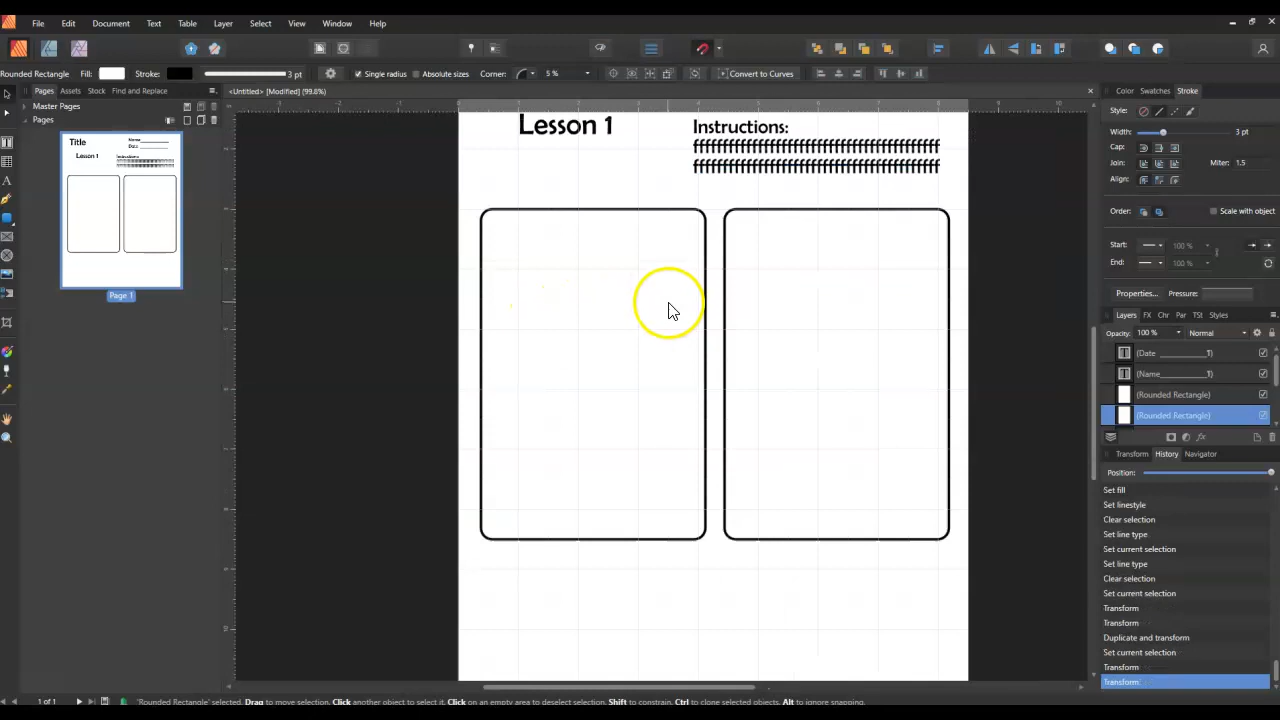 File Edit Document Text Table Layer Select View Window Help
Rounded Rectangle Fill: Stroke: 3 pt Single radius Absolute sizes Corner: 5 % Convert to Curves
Pages Assets Stock Find and Replace
<Untitled> [Modified] (99.8%)
Color Swatches Stroke
Master Pages
Pages
Style:
Width: 3 pt
Cap:
Join: Miter: 1.5
Align:
Order: Scale with object
Start: 100 %
End: 100 %
Properties... Pressure:
Title
Name
Date
Lesson 1
Instructions
Page 1
Lesson 1
Instructions:
fffffffffffffffffffffffffffffffffffffffff
fffffffffffffffffffffffffffffffffffffffff
Layers FX Chr Par TSt Styles
Opacity: 100 % Normal
(Date __________¶)
(Name__________¶)
(Rounded Rectangle)
(Rounded Rectangle)
Transform History Navigator
Position:
Set fill
Set linestyle
Clear selection
Set line type
Set current selection
Set line type
Clear selection
Set current selection
Transform
Transform
Duplicate and transform
Set current selection
Transform
Transform
1 of 1 'Rounded Rectangle' selected. Drag to move selection. Click another object to select it. Click on an empty area to deselect selection. Shift to constrain. Ctrl to clone selected objects. Alt to ignore snapping.